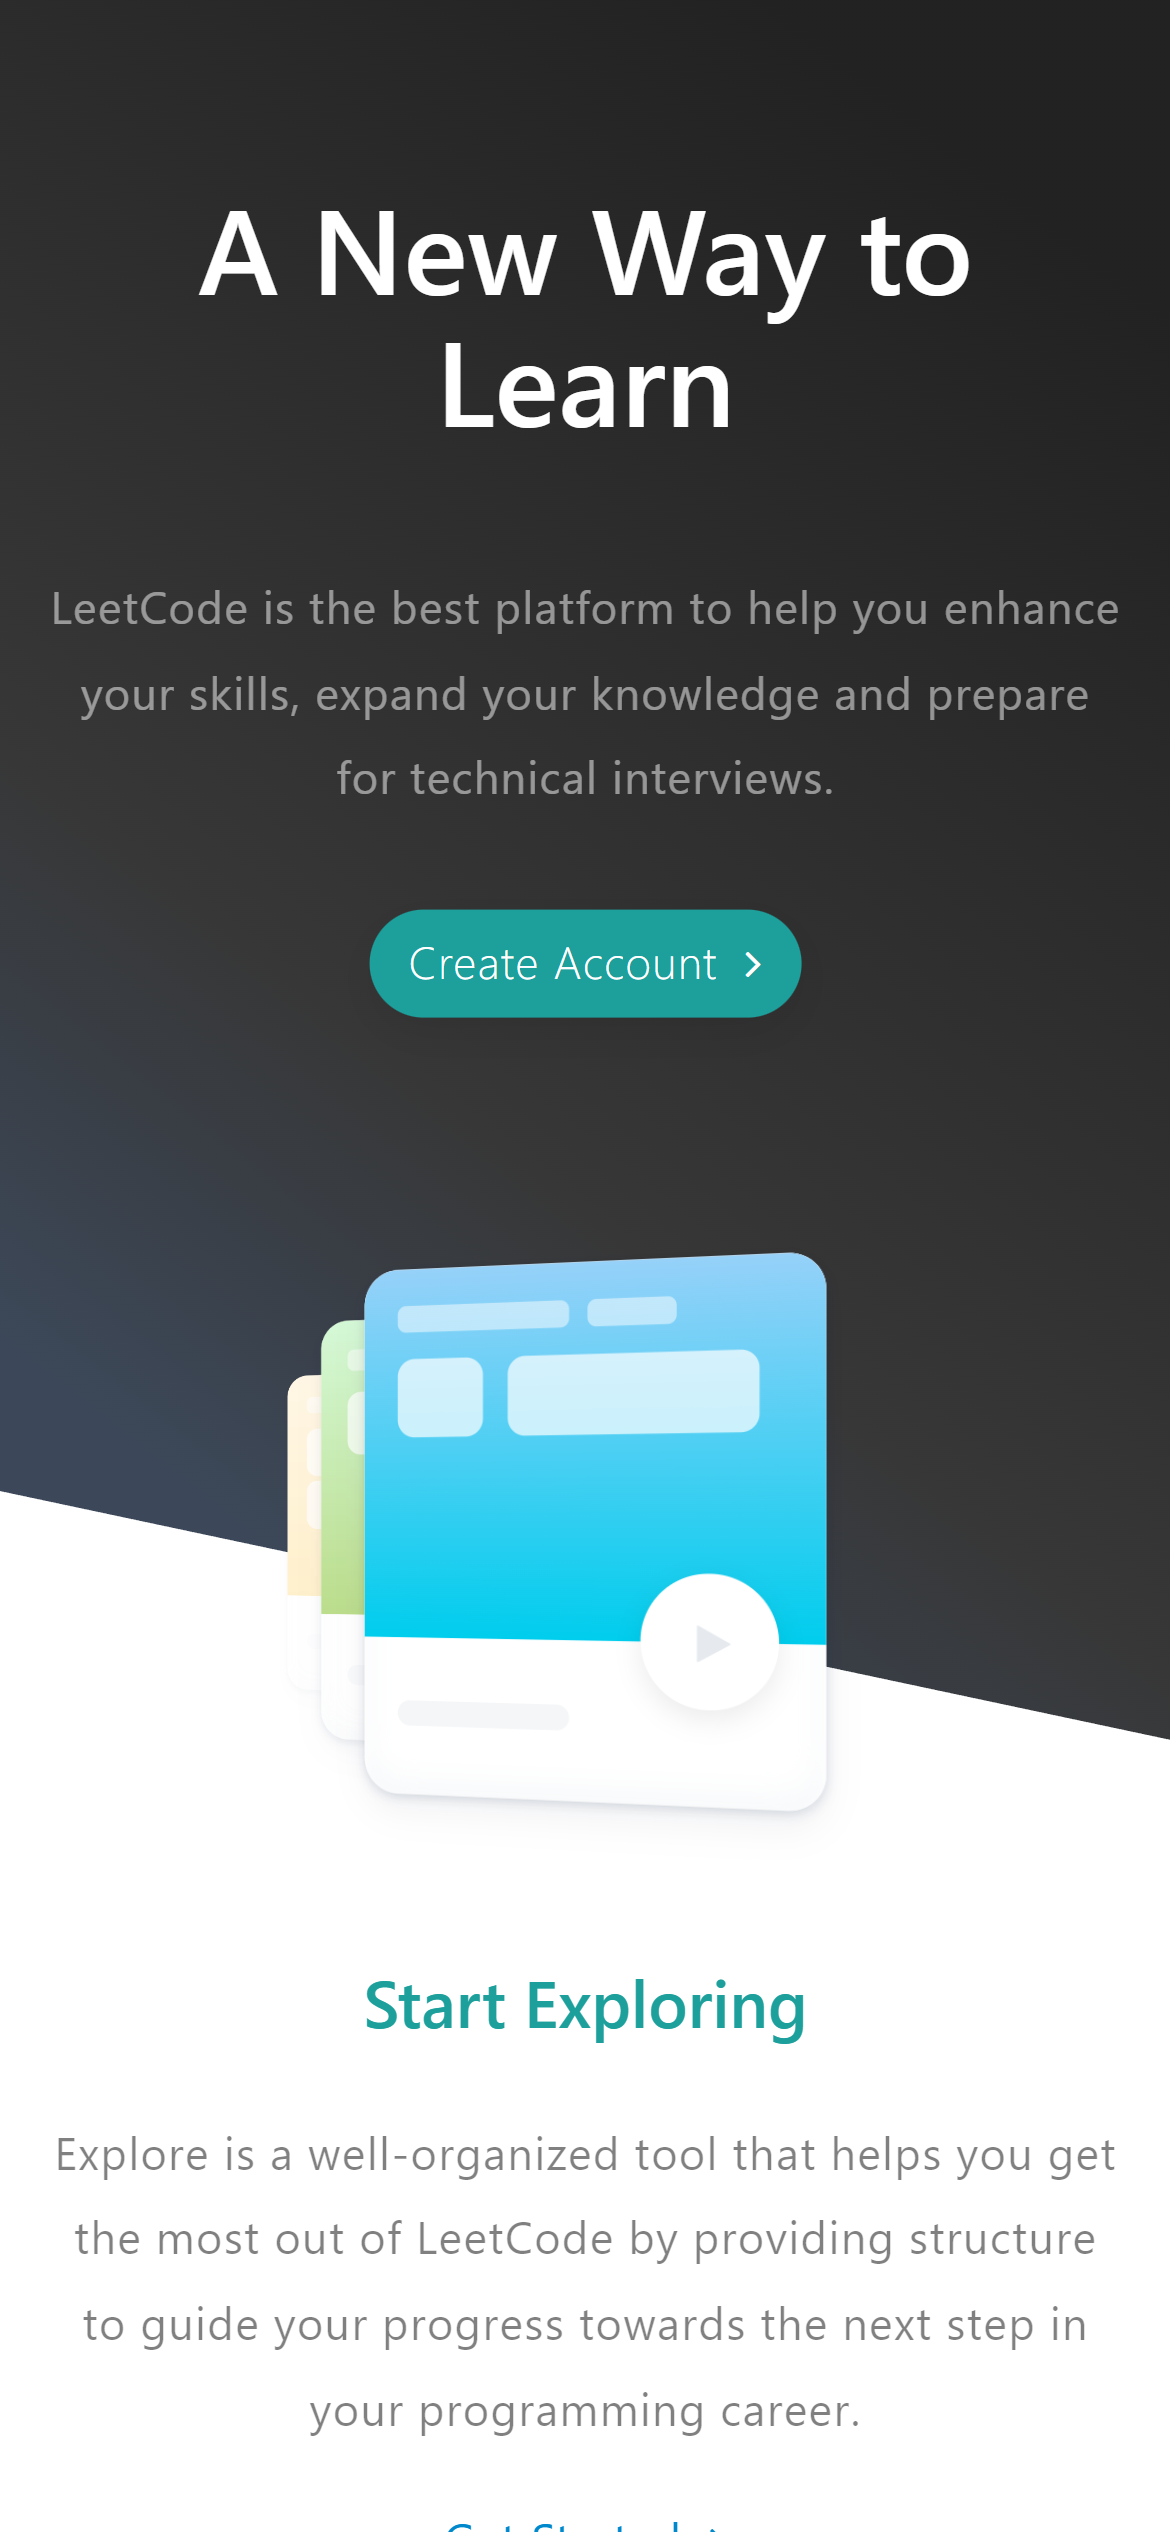 A New Way to
Learn
LeetCode is the best platform to help you enhance
your skills, expand your knowledge and prepare
for technical interviews.
Create Account
Start Exploring
Explore is a well-organized tool that helps you get
the most out of LeetCode by providing structure
to guide your progress towards the next step in
your programming career.
Get Started